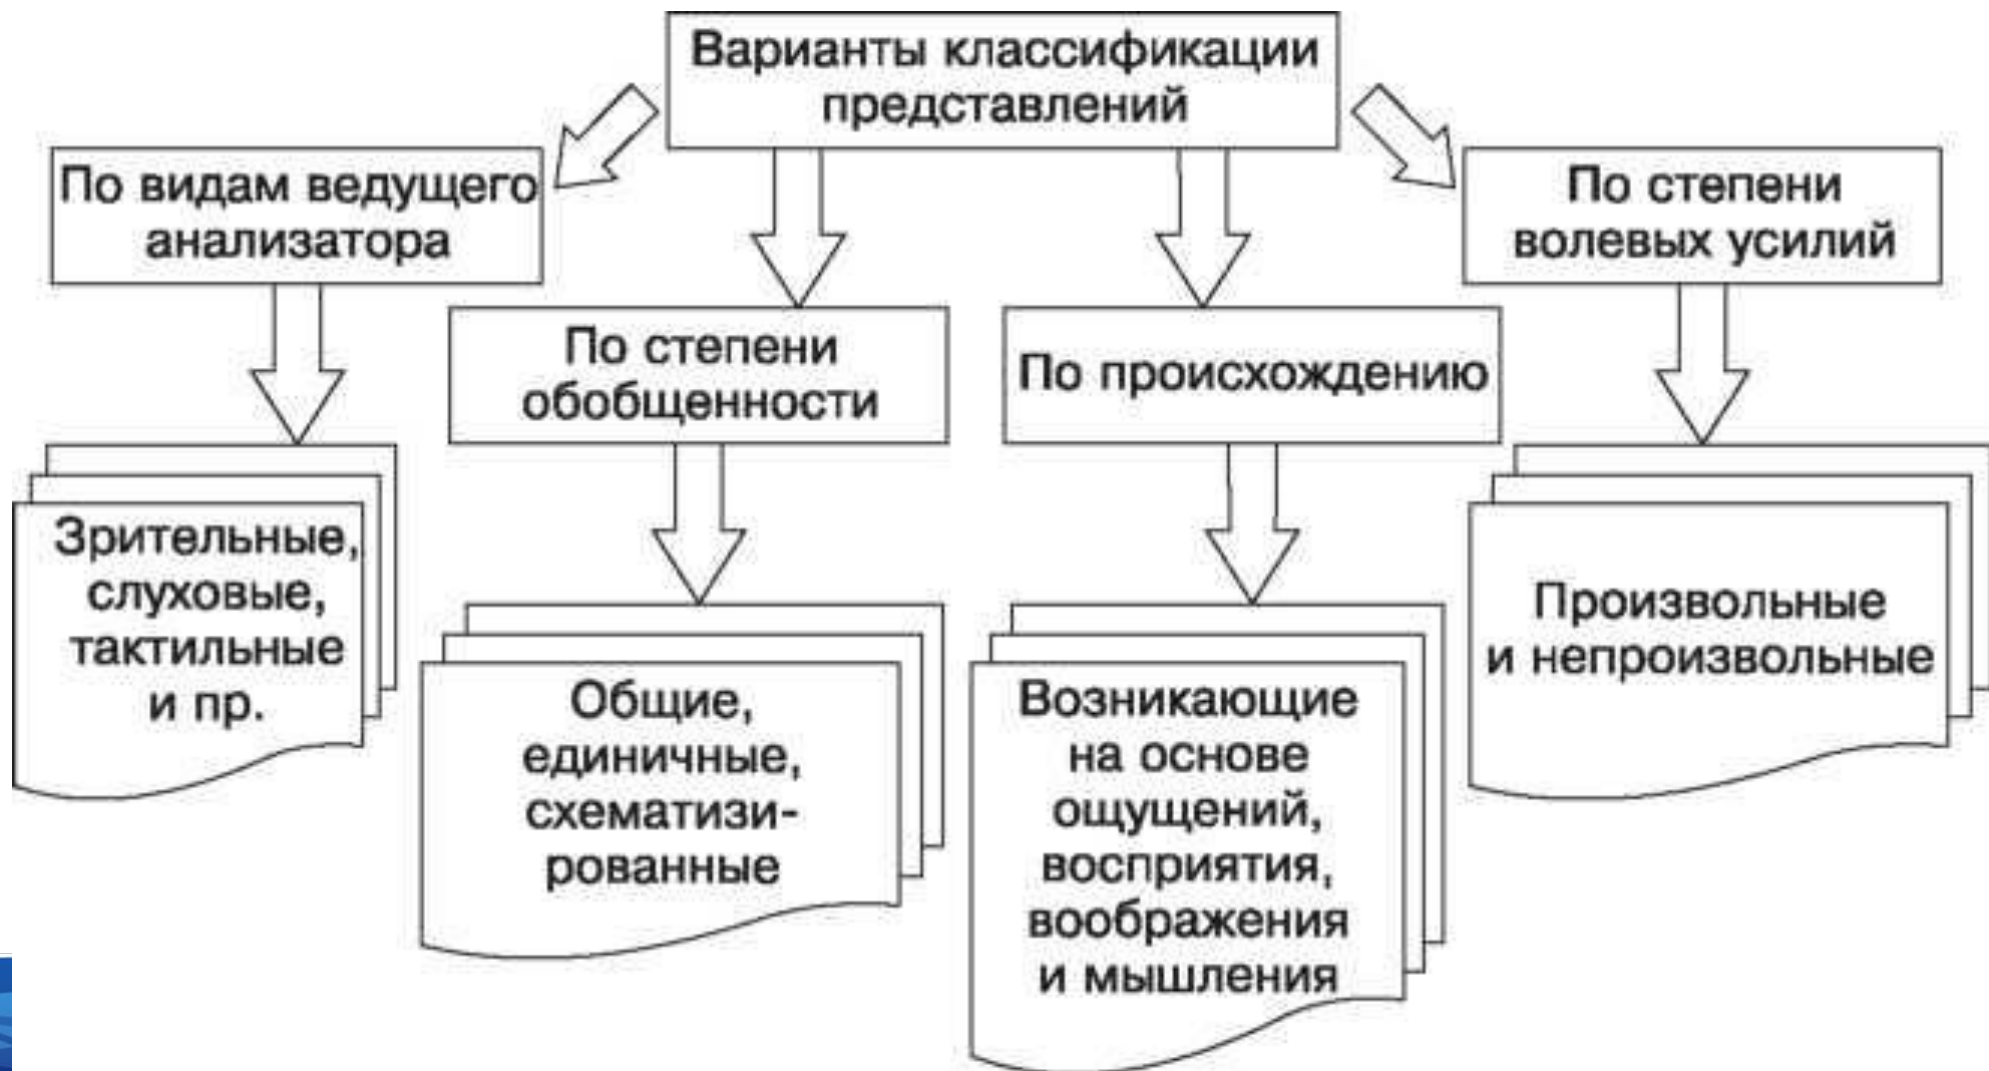 Варианты классификации
представлений
По видам ведущего
анализатора
По степени
обобщенности
По происхождению
По степени
волевых усилий
Зрительные,
слуховые,
тактильные
и пр.
Общие,
единичные,
схематизи-
рованные
Возникающие
на основе
ощущений,
восприятия,
воображения
и мышления
Произвольные
и непроизвольные